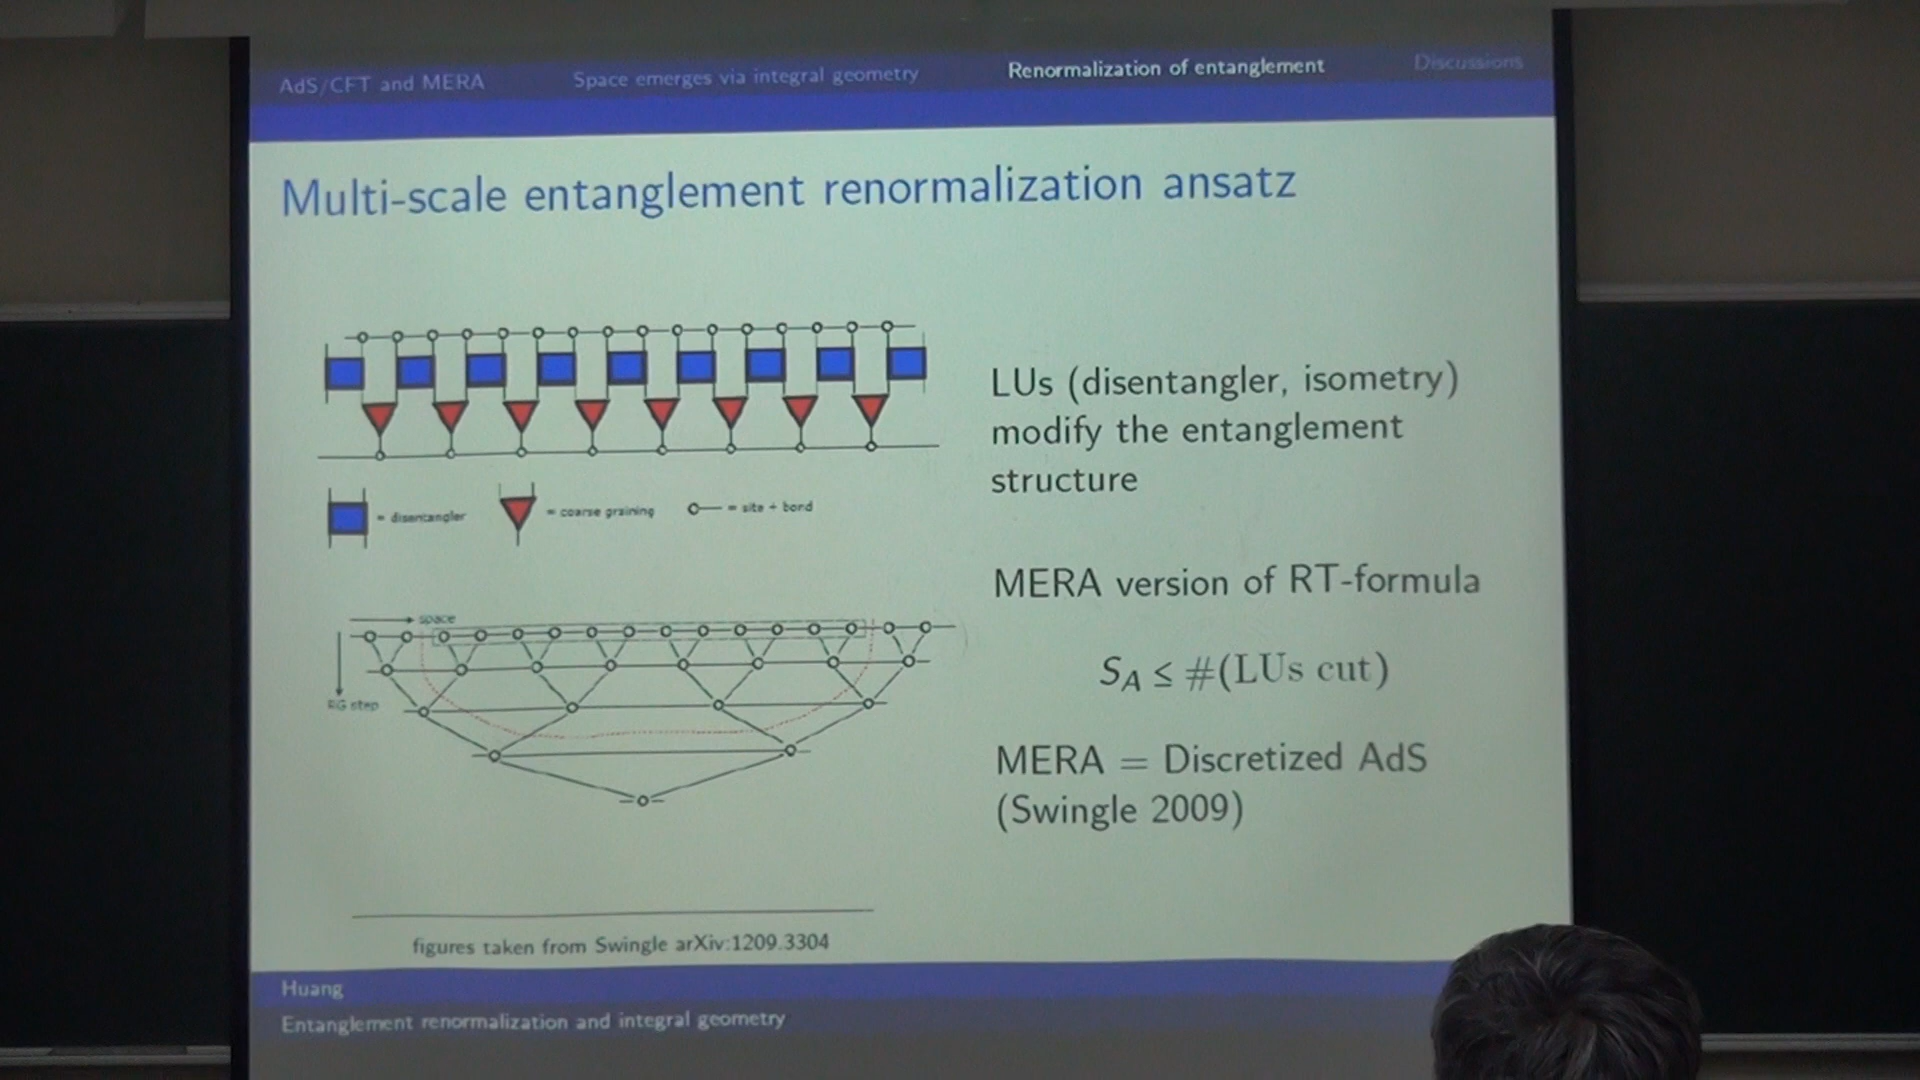 AdS/CFT and MERA Space emerges via integral geometry Renormalization of entanglement Discussions
Multi-scale entanglement renormalization ansatz
= disentangler = coarse graining = site + bond
space
RG step
LUs (disentangler, isometry)
modify the entanglement
structure
MERA version of RT-formula
S_A ≤ #(LUs cut)
MERA = Discretized AdS
(Swingle 2009)
figures taken from Swingle arXiv:1209.3304
Huang
Entanglement renormalization and integral geometry